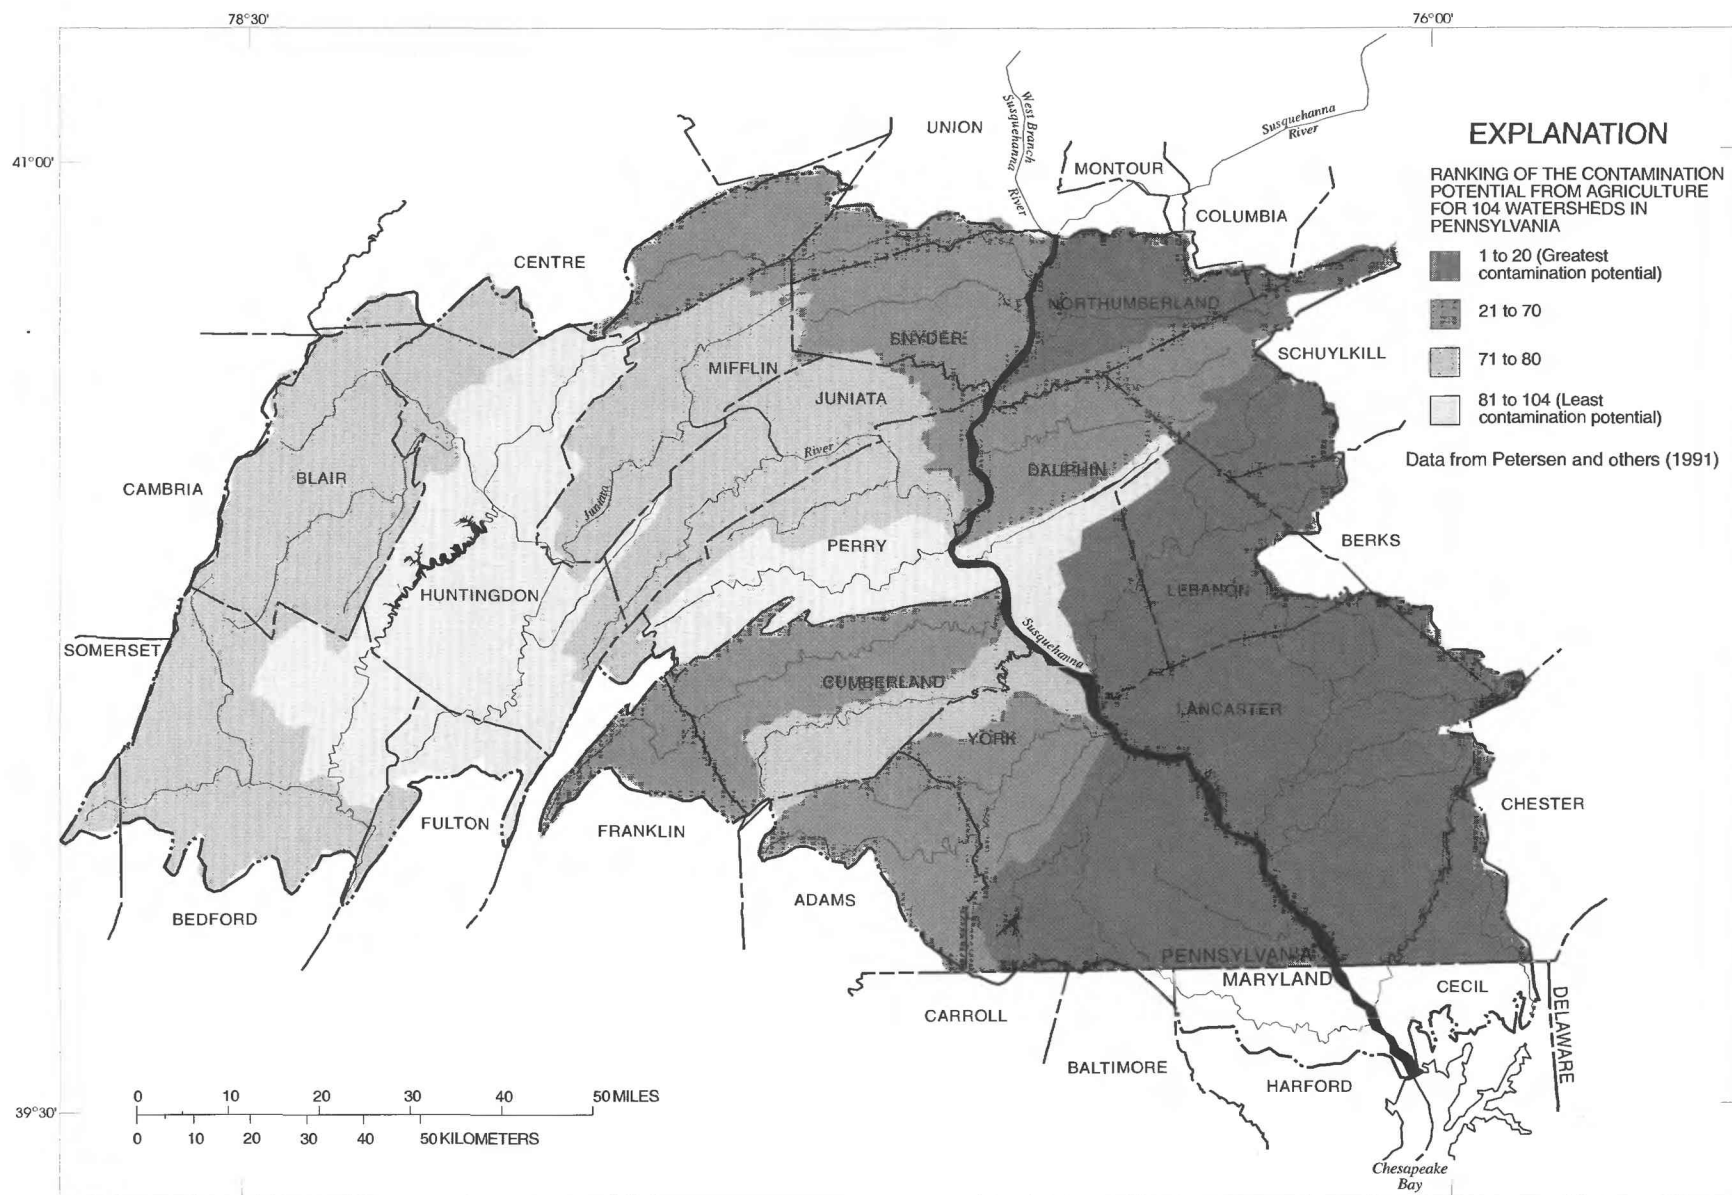 78°30'
76°00'
41°00'
39°30'
UNION
West Branch
Susquehanna River
Susquehanna
River
MONTOUR
COLUMBIA
CENTRE
NORTHUMBERLAND
SNYDER
SCHUYLKILL
MIFFLIN
JUNIATA
River
Juniata
DAUPHIN
CAMBRIA
BLAIR
BERKS
PERRY
HUNTINGDON
LEBANON
SOMERSET
Susquehanna
CUMBERLAND
LANCASTER
YORK
CHESTER
FULTON
FRANKLIN
ADAMS
BEDFORD
PENNSYLVANIA
MARYLAND
CECIL
DELAWARE
CARROLL
BALTIMORE
HARFORD
Chesapeake
Bay
EXPLANATION
RANKING OF THE CONTAMINATION
POTENTIAL FROM AGRICULTURE
FOR 104 WATERSHEDS IN
PENNSYLVANIA
1 to 20 (Greatest
contamination potential)
21 to 70
71 to 80
81 to 104 (Least
contamination potential)
Data from Petersen and others (1991)
0 10 20 30 40 50 MILES
0 10 20 30 40 50 KILOMETERS